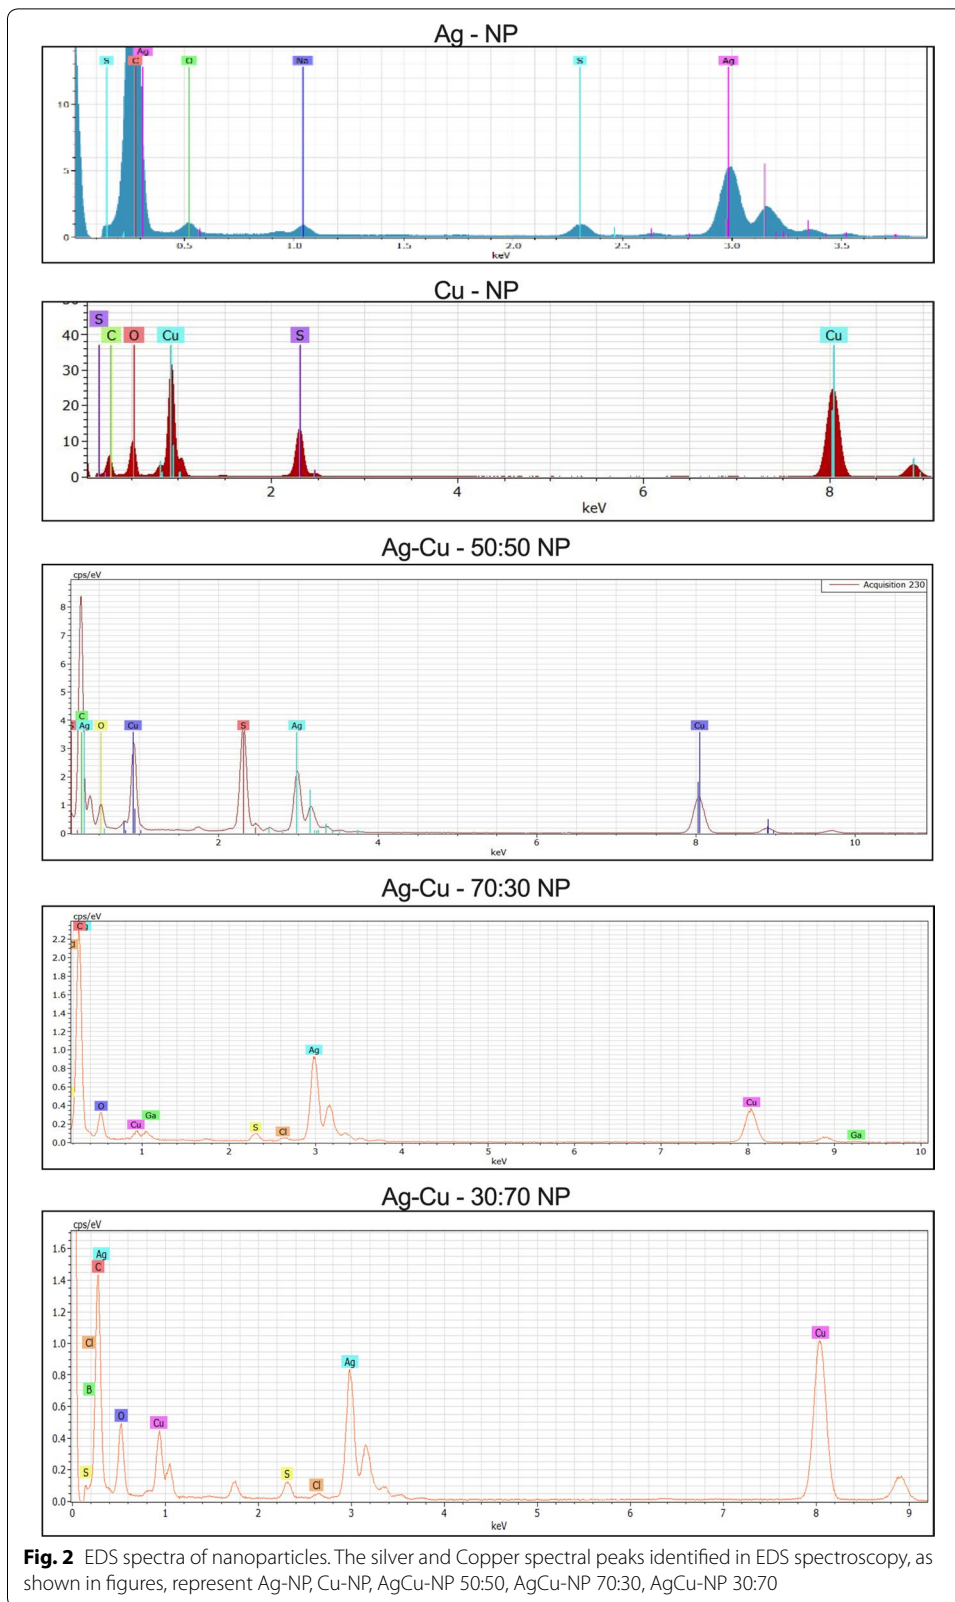 Ag - NP
S C Ag O Na S Ag
10
5
0
0.5 1.0 1.5 2.0 2.5 3.0 3.5
keV
Cu - NP
S
C O Cu S Cu
40
30
20
10
0
2 4 6 8
keV
Ag-Cu - 50:50 NP
cps/eV
Acquisition 230
8
7
6
5
4
C
S Ag O Cu S Ag Cu
3
2
1
0
2 4 6 8 10
keV
Ag-Cu - 70:30 NP
cps/eV
C
2.2
2.0
1.8
1.6
1.4
1.2
1.0 Ag
0.8
0.6
0.4 O Cu
0.2 Cu Ga S Cl Ga
0.0
1 2 3 4 5 6 7 8 9 10
keV
Ag-Cu - 30:70 NP
cps/eV
1.6 Ag
C
1.4
1.2
Cu
1.0 Cl
Ag
0.8
B
0.6
O Cu
0.4
0.2 S S Cl
0.0
0 1 2 3 4 5 6 7 8 9
keV
Fig. 2 EDS spectra of nanoparticles. The silver and Copper spectral peaks identified in EDS spectroscopy, as
shown in figures, represent Ag-NP, Cu-NP, AgCu-NP 50:50, AgCu-NP 70:30, AgCu-NP 30:70